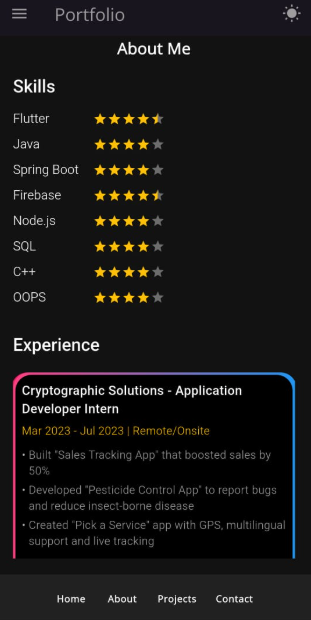 Portfolio
About Me
Skills
Flutter
Java
Spring Boot
Firebase
Node.js
SQL
C++
OOPS
Experience
Cryptographic Solutions - Application
Developer Intern
Mar 2023 - Jul 2023 | Remote/Onsite
• Built "Sales Tracking App" that boosted sales by
50%
• Developed "Pesticide Control App" to report bugs
and reduce insect-borne disease
• Created "Pick a Service" app with GPS, multilingual
support and live tracking
Home About Projects Contact